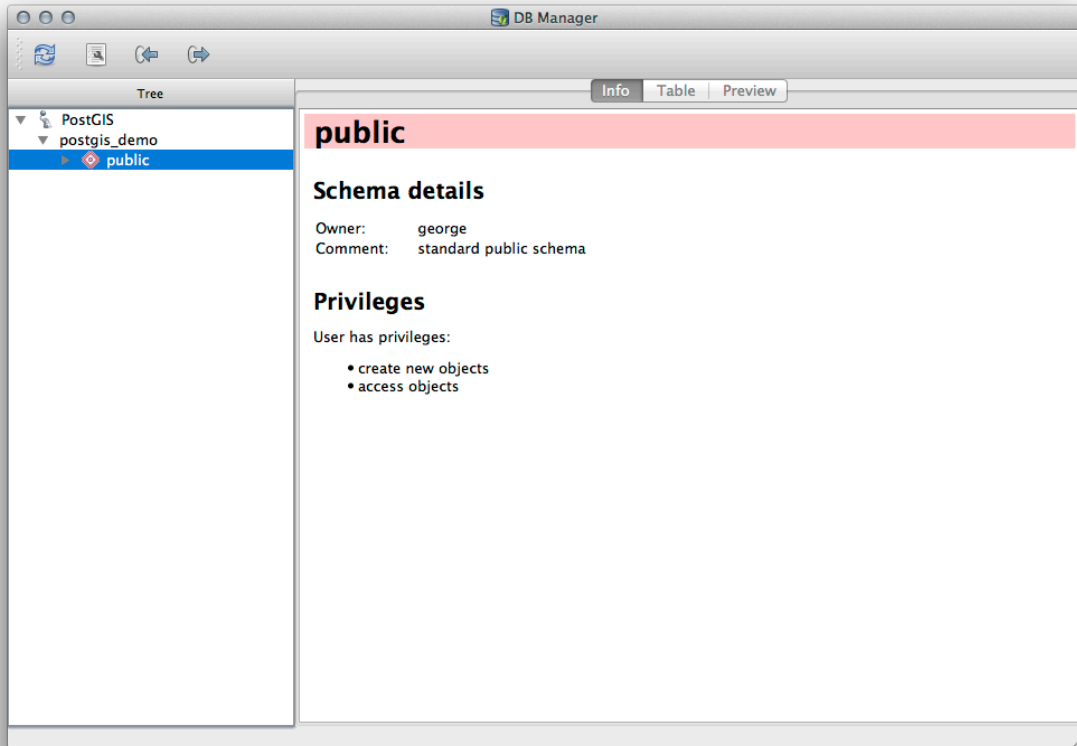 DB Manager
Tree
Info Table Preview
PostGIS
postgis_demo
public
public
Schema details
Owner: george
Comment: standard public schema
Privileges
User has privileges:
• create new objects
• access objects